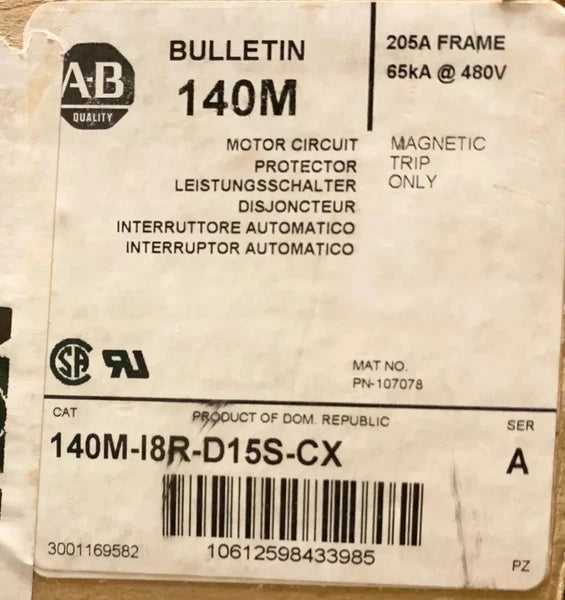 A-B
QUALITY
BULLETIN
140M
205A FRAME
65kA @ 480V
MOTOR CIRCUIT
PROTECTOR
LEISTUNGSSCHALTER
DISJONCTEUR
INTERRUTTORE AUTOMATICO
INTERRUPTOR AUTOMATICO
MAGNETIC
TRIP
ONLY
MAT NO.
PN-107078
CAT
PRODUCT OF DOM. REPUBLIC
SER
140M-I8R-D15S-CX
A
3001169582
10612598433985
PZ